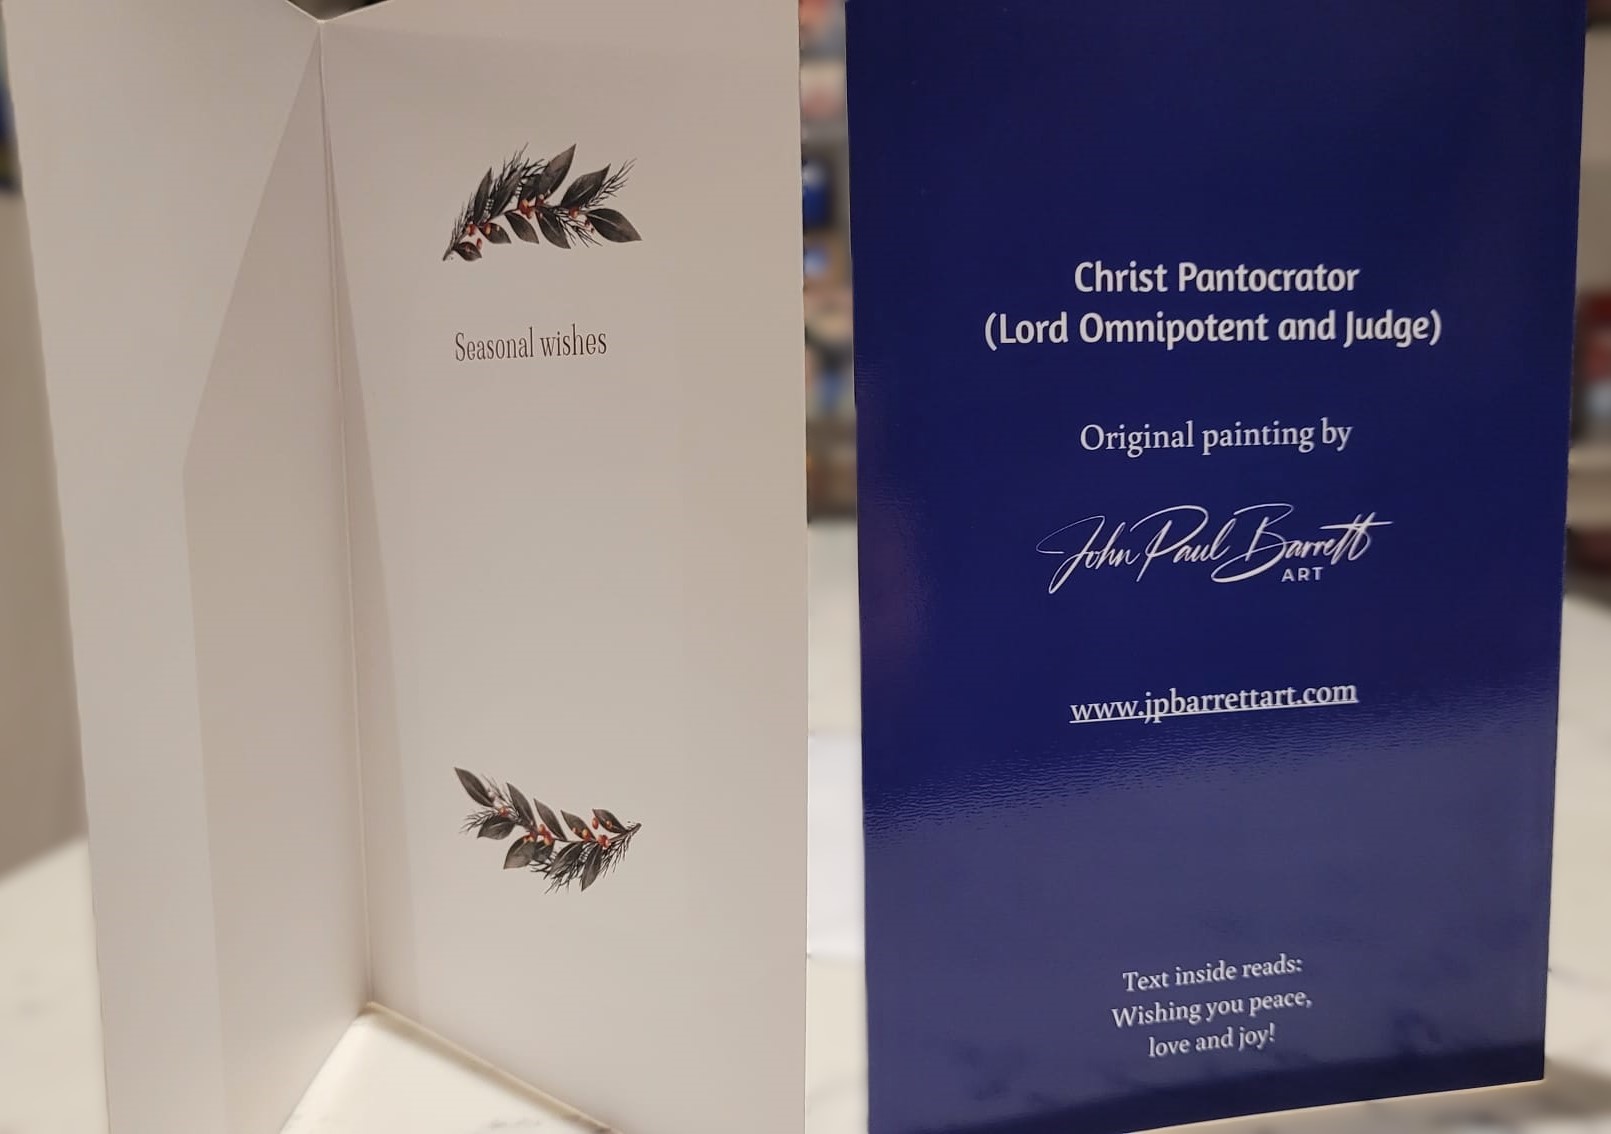 Seasonal wishes
Christ Pantocrator
(Lord Omnipotent and Judge)
Original painting by
John Paul Barrett
ART
www.jpbarrettart.com
Text inside reads:
Wishing you peace,
love and joy!